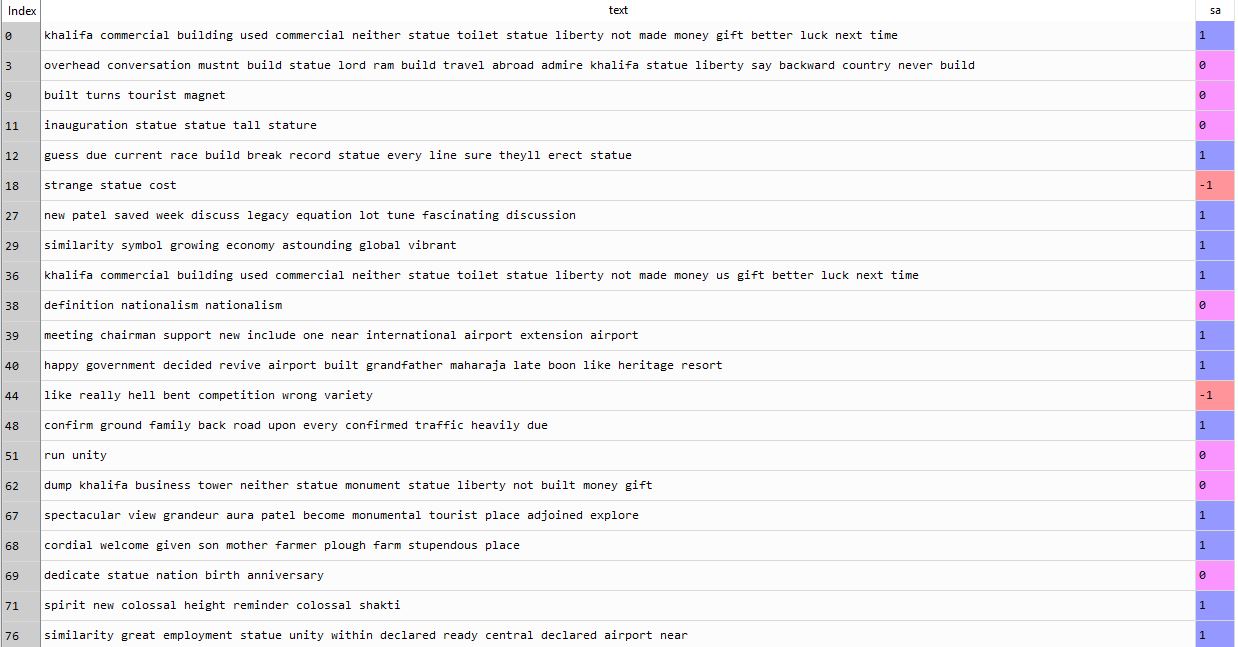 Index text sa
0 khalifa commercial building used commercial neither statue toilet statue liberty not made money gift better luck next time 1
3 overhead conversation mustnt build statue lord ram build travel abroad admire khalifa statue liberty say backward country never build 0
9 built turns tourist magnet 0
11 inauguration statue statue tall stature 0
12 guess due current race build break record statue every line sure theyll erect statue 1
18 strange statue cost -1
27 new patel saved week discuss legacy equation lot tune fascinating discussion 1
29 similarity symbol growing economy astounding global vibrant 1
36 khalifa commercial building used commercial neither statue toilet statue liberty not made money us gift better luck next time 1
38 definition nationalism nationalism 0
39 meeting chairman support new include one near international airport extension airport 1
40 happy government decided revive airport built grandfather maharaja late boon like heritage resort 1
44 like really hell bent competition wrong variety -1
48 confirm ground family back road upon every confirmed traffic heavily due 1
51 run unity 0
62 dump khalifa business tower neither statue monument statue liberty not built money gift 0
67 spectacular view grandeur aura patel become monumental tourist place adjoined explore 1
68 cordial welcome given son mother farmer plough farm stupendous place 1
69 dedicate statue nation birth anniversary 0
71 spirit new colossal height reminder colossal shakti 1
76 similarity great employment statue unity within declared ready central declared airport near 1